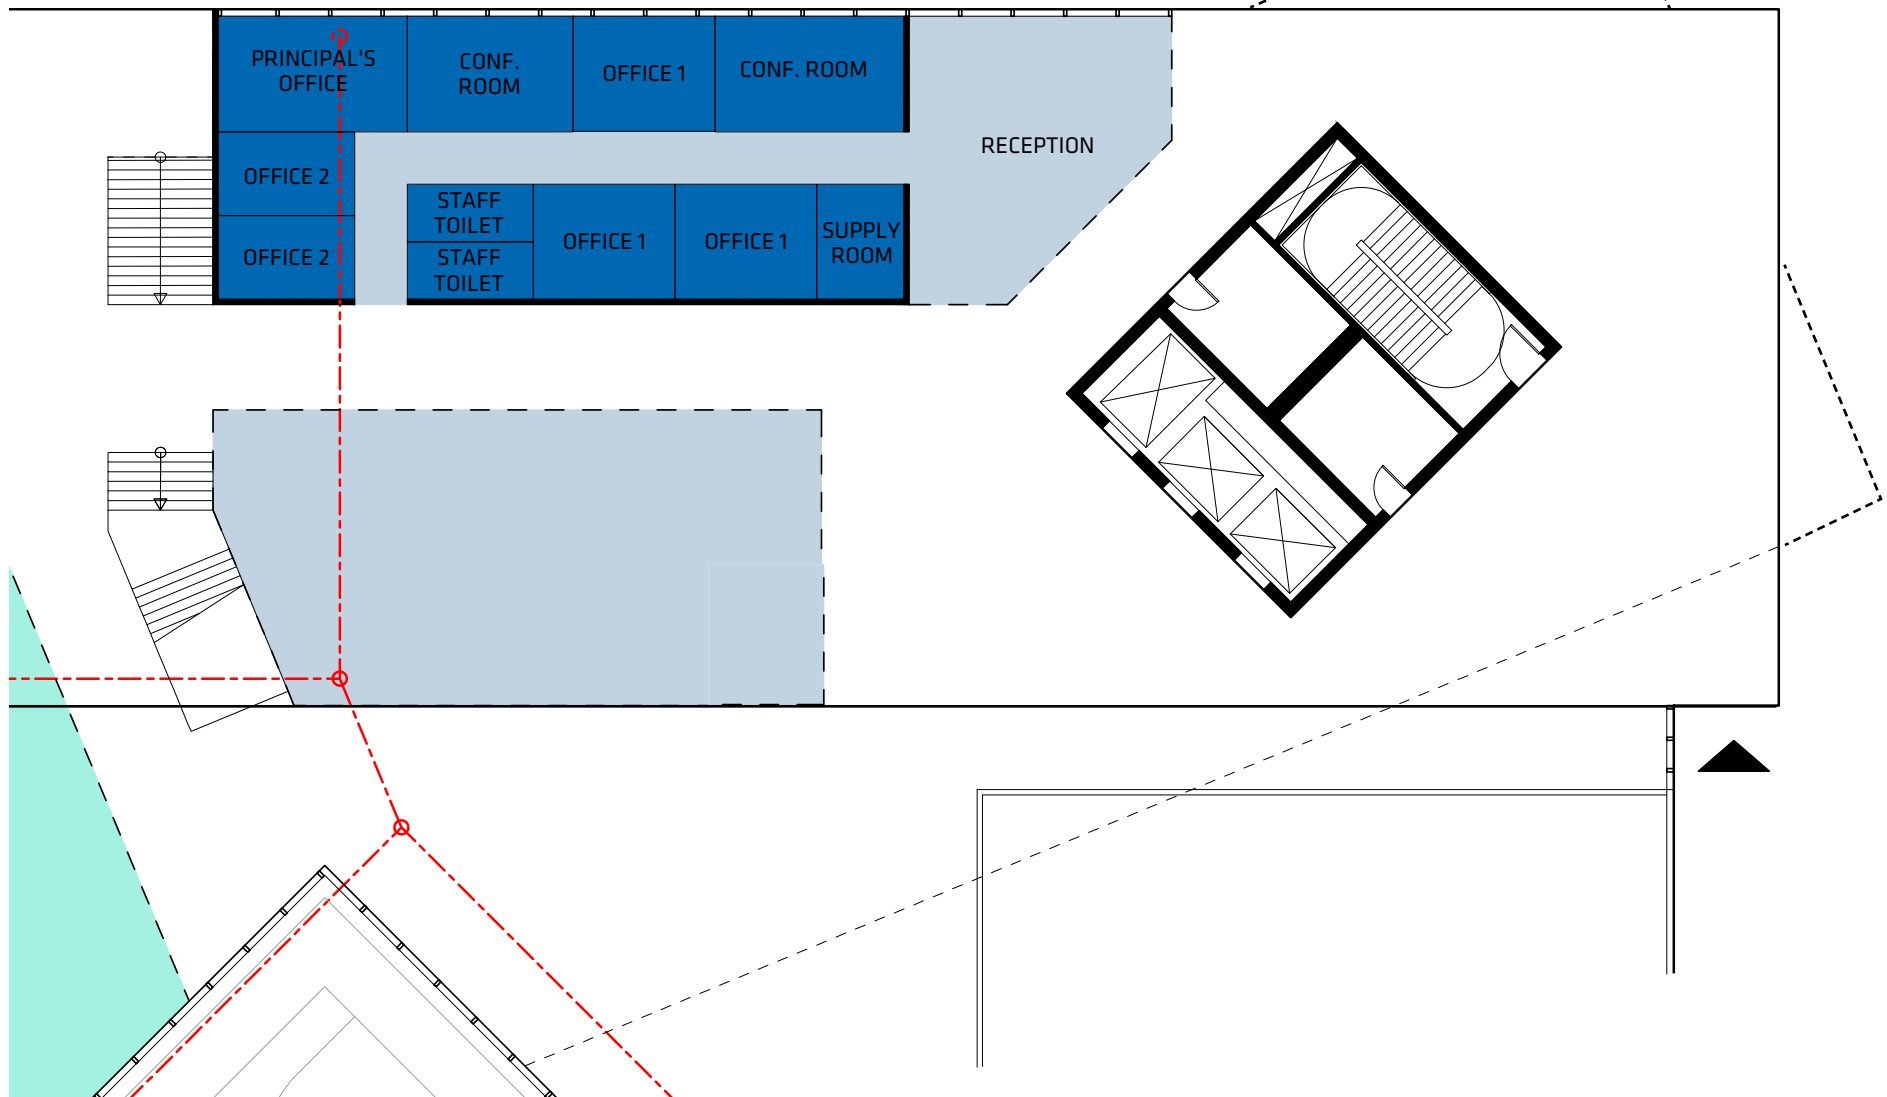 PRINCIPAL'S
OFFICE
CONF.
ROOM
OFFICE 1
CONF. ROOM
RECEPTION
OFFICE 2
STAFF
TOILET
OFFICE 2
STAFF
TOILET
OFFICE 1
OFFICE 1
SUPPLY
ROOM